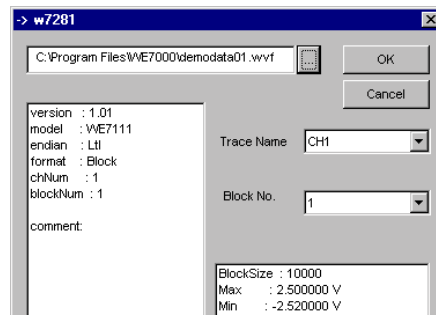 -> w7281
C:\Program Files\WE7000\demodata01.wvf
...
OK
Cancel
version : 1.01
model : WE7111
endian : Ltl
format : Block
chNum : 1
blockNum : 1
comment:
Trace Name
CH1
Block No.
1
BlockSize : 10000
Max : 2.500000 V
Min : -2.520000 V